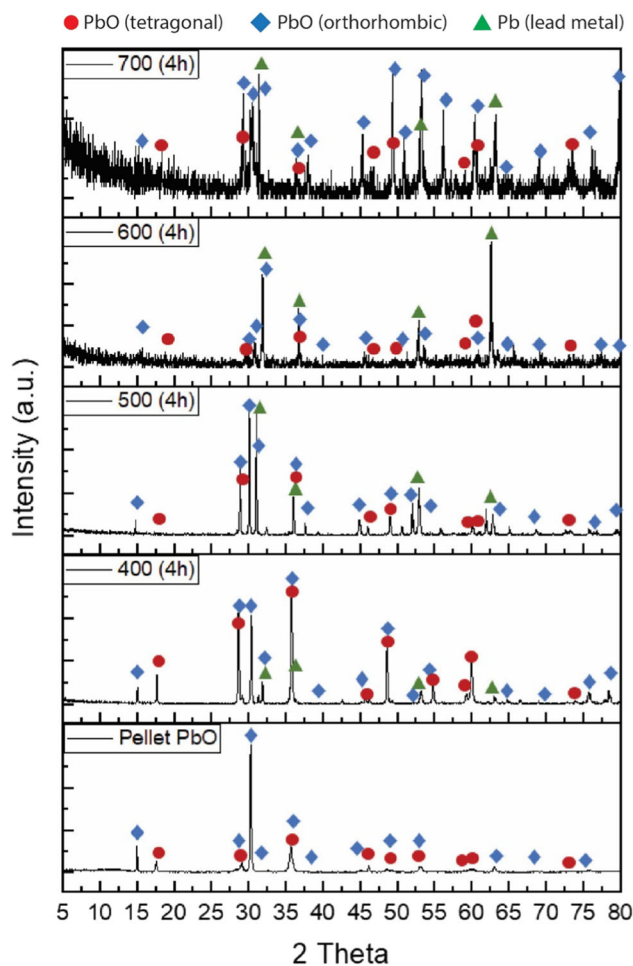 PbO (tetragonal) PbO (orthorhombic) Pb (lead metal)
700 (4h)
600 (4h)
500 (4h)
400 (4h)
Pellet PbO
Intensity (a.u.)
5 10 15 20 25 30 35 40 45 50 55 60 65 70 75 80
2 Theta